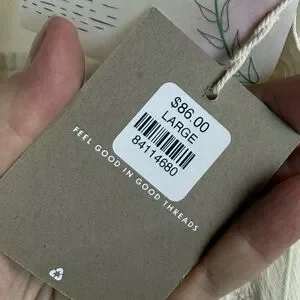 $86.00
LARGE
84114680
FEEL GOOD IN GOOD THREADS